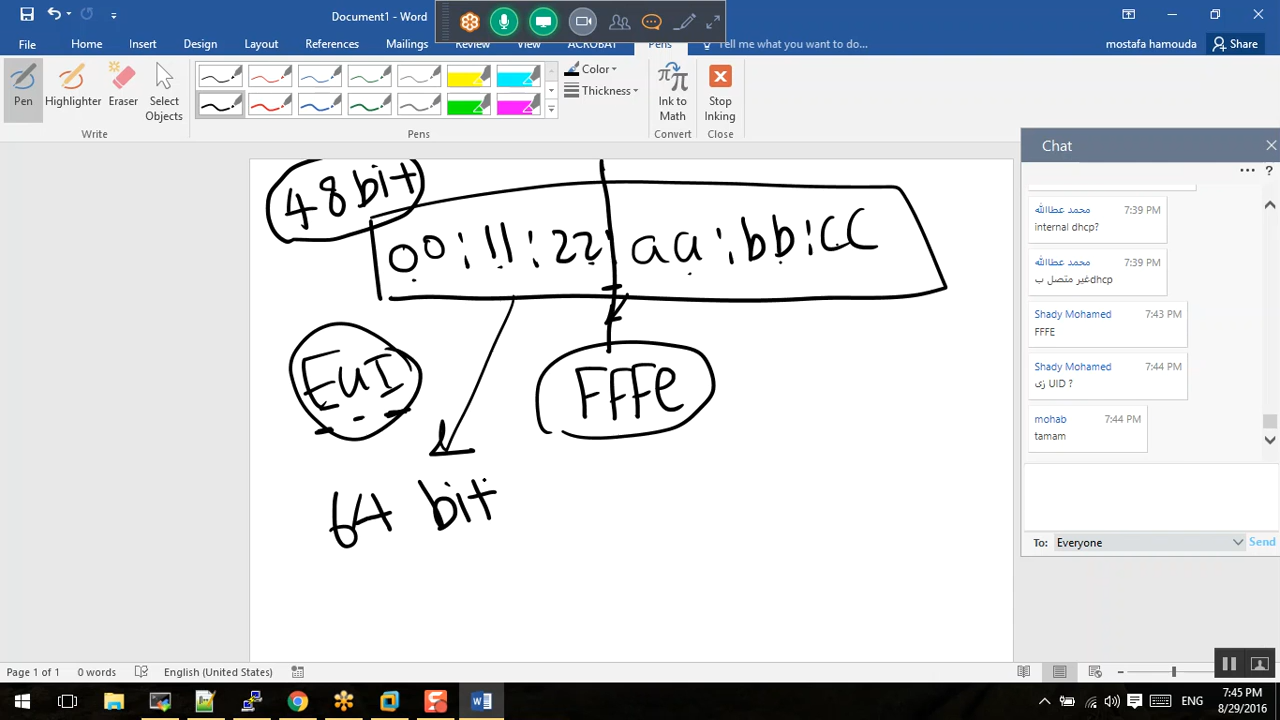 Document1 - Word
File Home Insert Design Layout References Mailings Review View ACROBAT Pens Tell me what you want to do... mostafa hamouda Share
Pen Highlighter Eraser Select Objects
Color
Thickness
Ink to Math
Stop Inking
Write Pens Convert Close
48bit
00:11:22 aa:bb:CC
EuI
FFFe
64 bit
Chat
محمد عطاالله 7:39 PM
internal dhcp?
محمد عطاالله 7:39 PM
غير متصل بdhcp
Shady Mohamed 7:43 PM
FFFE
Shady Mohamed 7:44 PM
زى UID ?
mohab 7:44 PM
tamam
To: Everyone Send
Page 1 of 1 0 words English (United States)
ENG 7:45 PM
8/29/2016